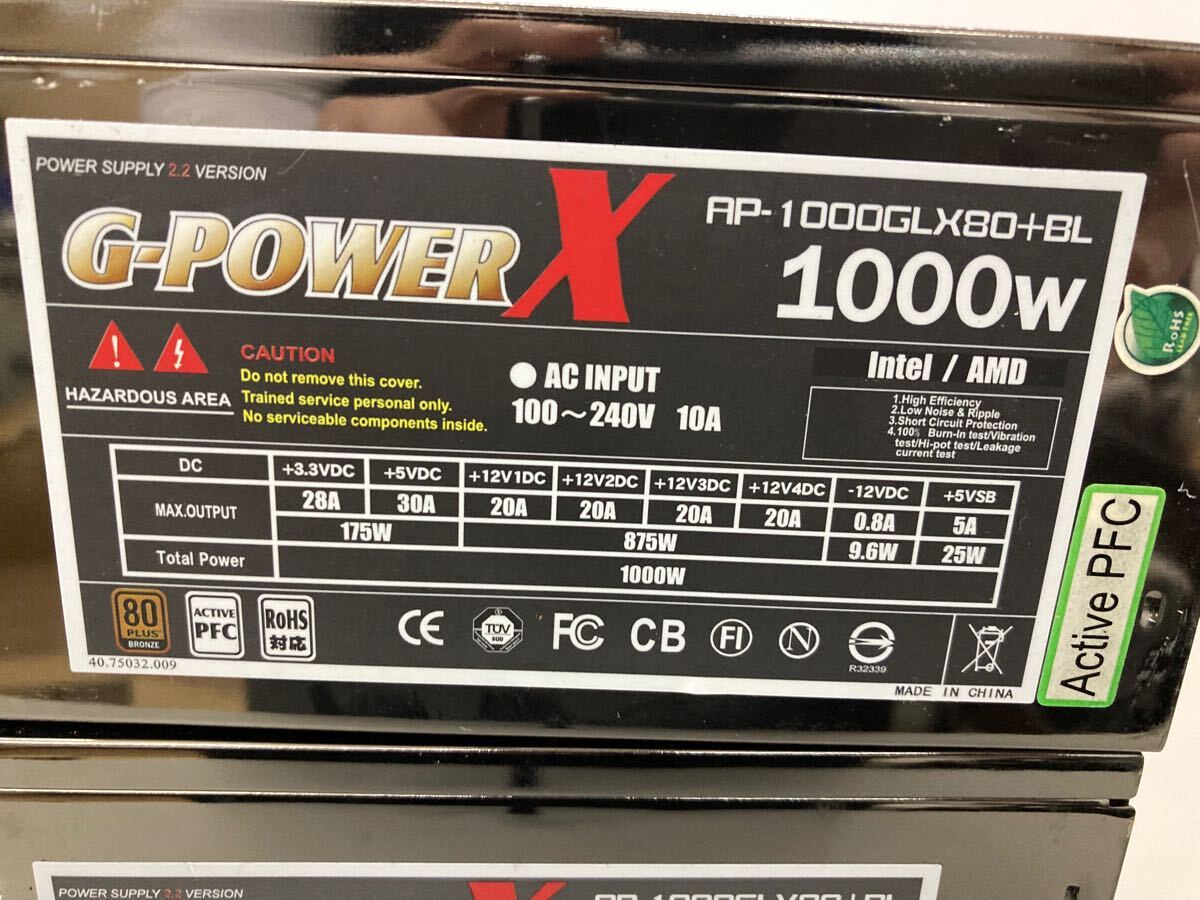 POWER SUPPLY 2.2 VERSION
G-POWER X
AP-1000GLX80+BL
1000W
HAZARDOUS AREA
CAUTION
Do not remove this cover.
Trained service personal only.
No serviceable components inside.
AC INPUT
100~240V 10A
Intel / AMD
1.High Efficiency
2.Low Noise & Ripple
3.Short Circuit Protection
4.100% Burn-In test/Vibration
test/Hi-pot test/Leakage
current test
RoHS
DC +3.3VDC +5VDC +12V1DC +12V2DC +12V3DC +12V4DC -12VDC +5VSB
MAX.OUTPUT 28A 30A 20A 20A 20A 20A 0.8A 5A
175W 875W 9.6W 25W
Total Power 1000W
80
PLUS
BRONZE
ACTIVE
PFC
RoHS
対応
CE
TÜV
SUD
FC
CB
FI
N
R32339
40.75032.009
MADE IN CHINA
Active PFC
POWER SUPPLY 2.2 VERSION
X
AP-1000GLX80+BL